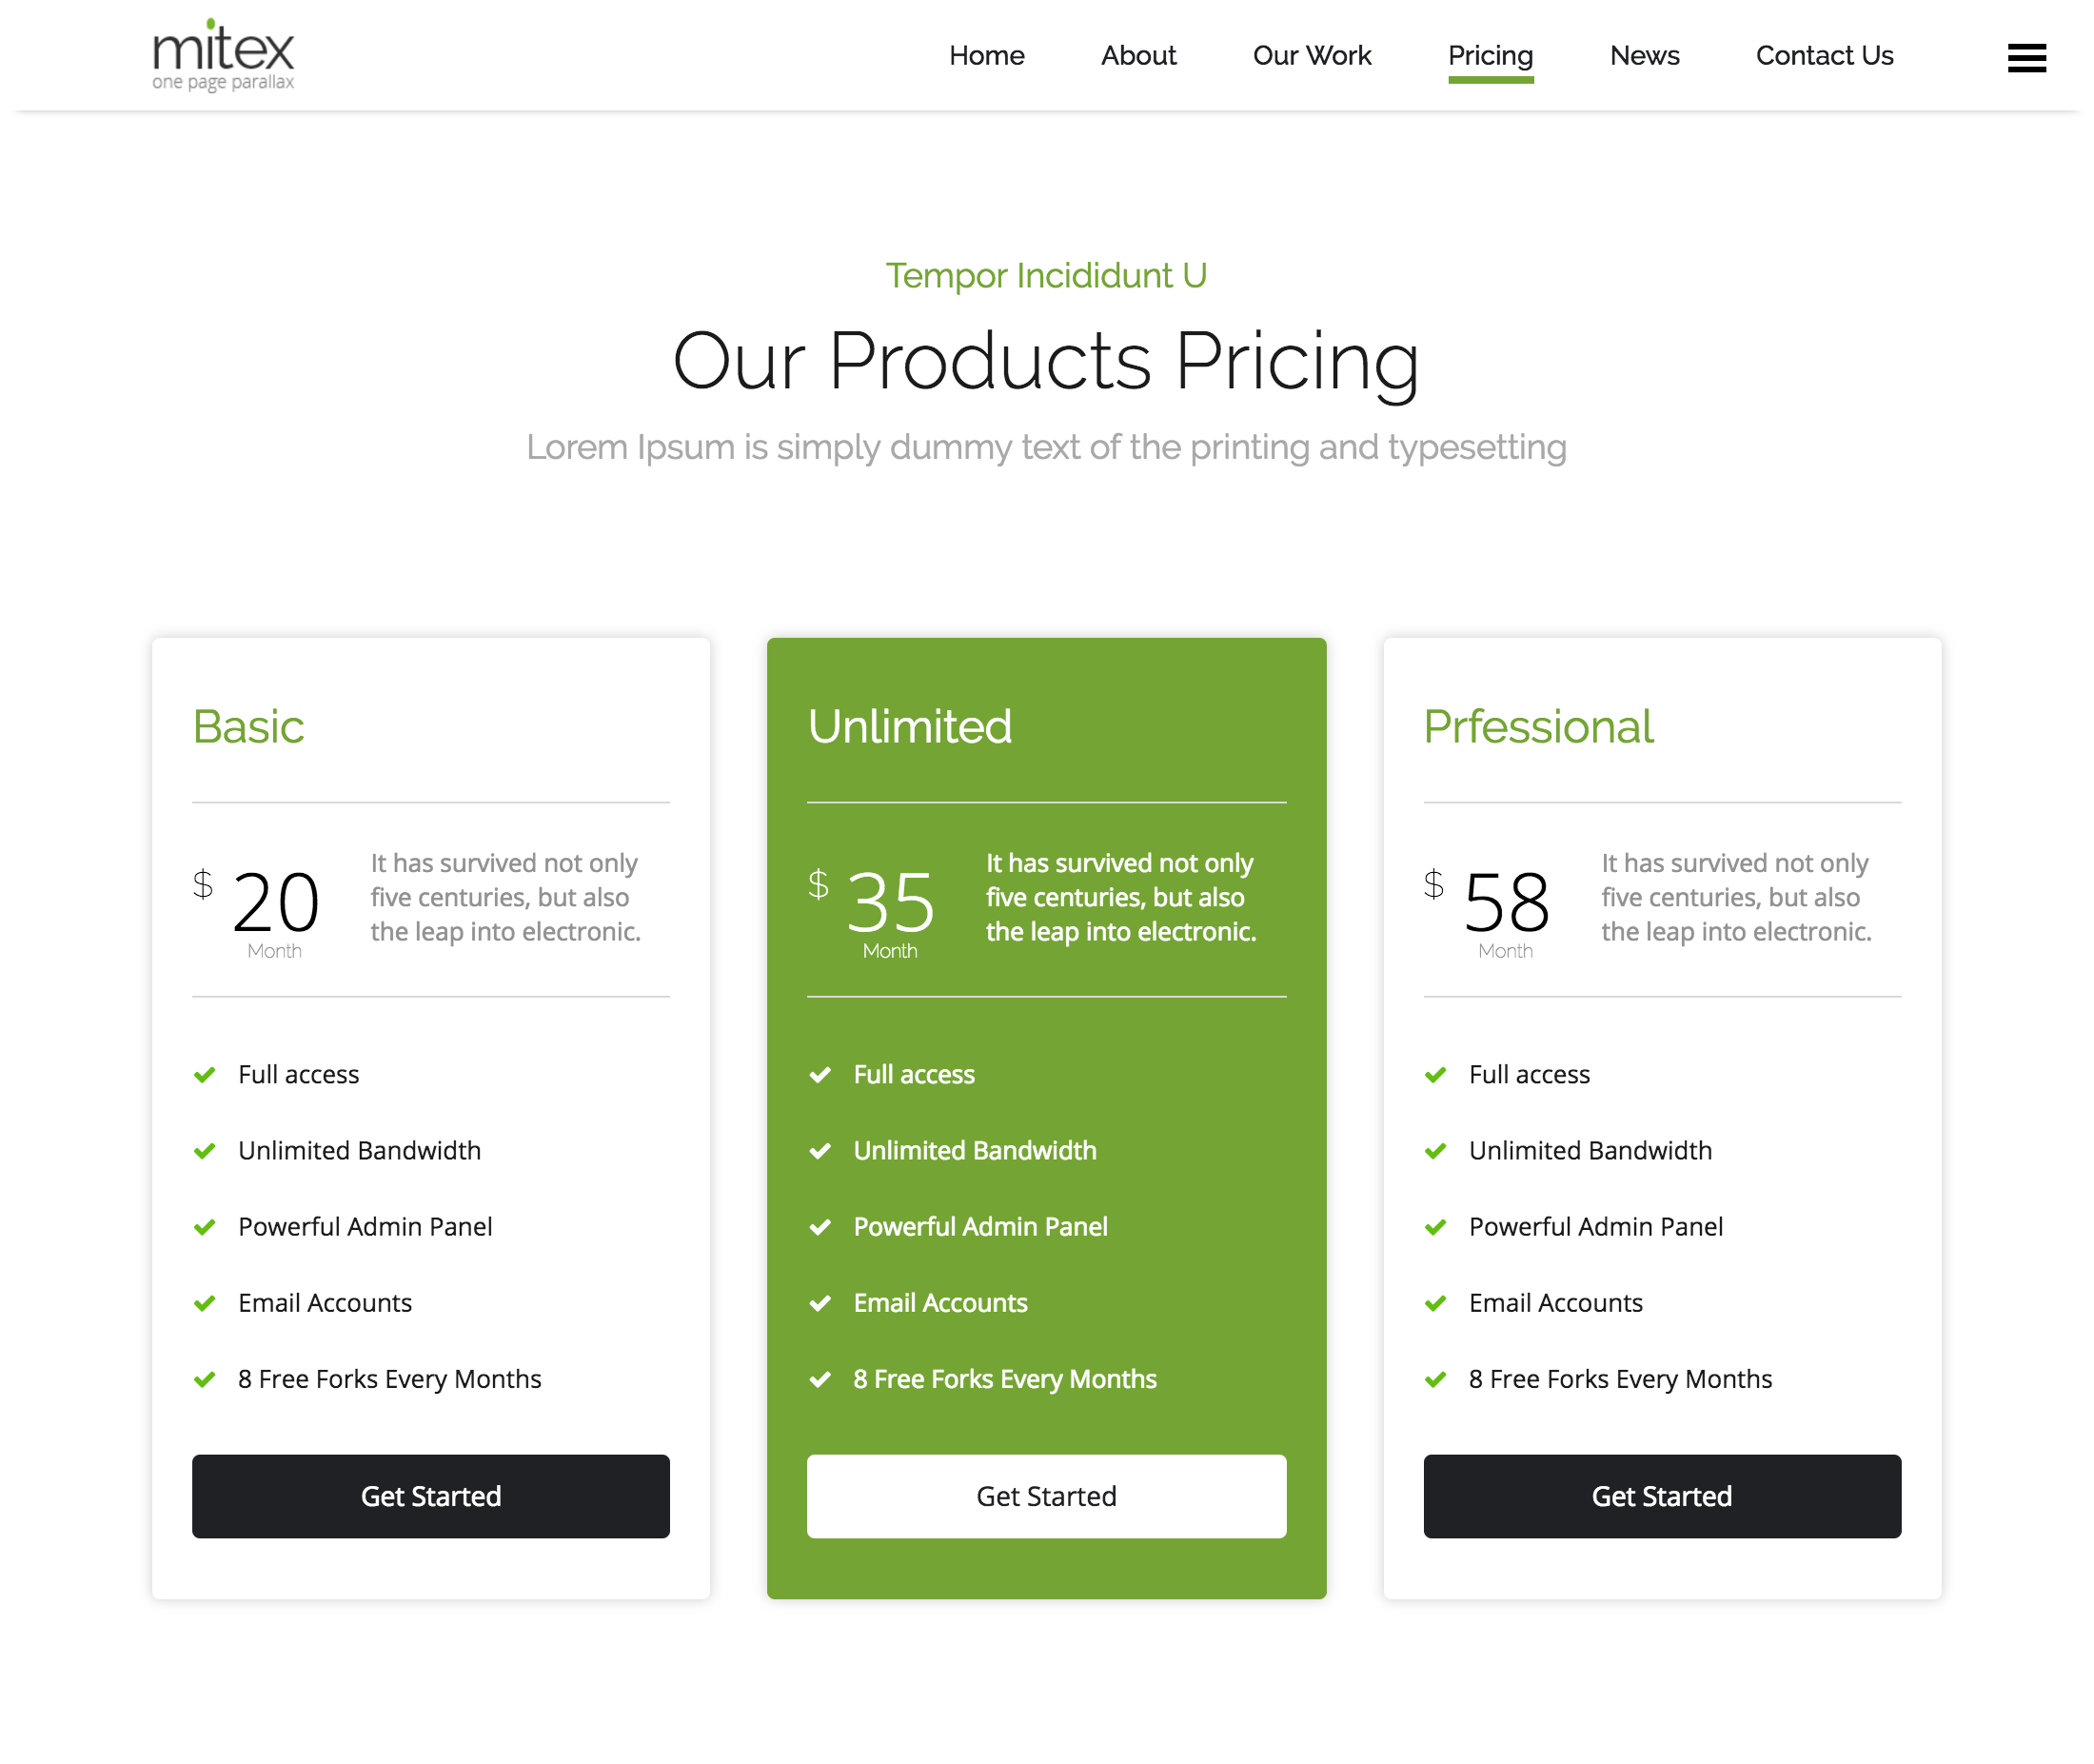 mitex
one page parallax
Home
About
Our Work
Pricing
News
Contact Us
Tempor Incididunt U
Our Products Pricing
Lorem Ipsum is simply dummy text of the printing and typesetting
Basic
$ 20
Month
It has survived not only
five centuries, but also
the leap into electronic.
Full access
Unlimited Bandwidth
Powerful Admin Panel
Email Accounts
8 Free Forks Every Months
Get Started
Unlimited
$ 35
Month
It has survived not only
five centuries, but also
the leap into electronic.
Full access
Unlimited Bandwidth
Powerful Admin Panel
Email Accounts
8 Free Forks Every Months
Get Started
Prfessional
$ 58
Month
It has survived not only
five centuries, but also
the leap into electronic.
Full access
Unlimited Bandwidth
Powerful Admin Panel
Email Accounts
8 Free Forks Every Months
Get Started